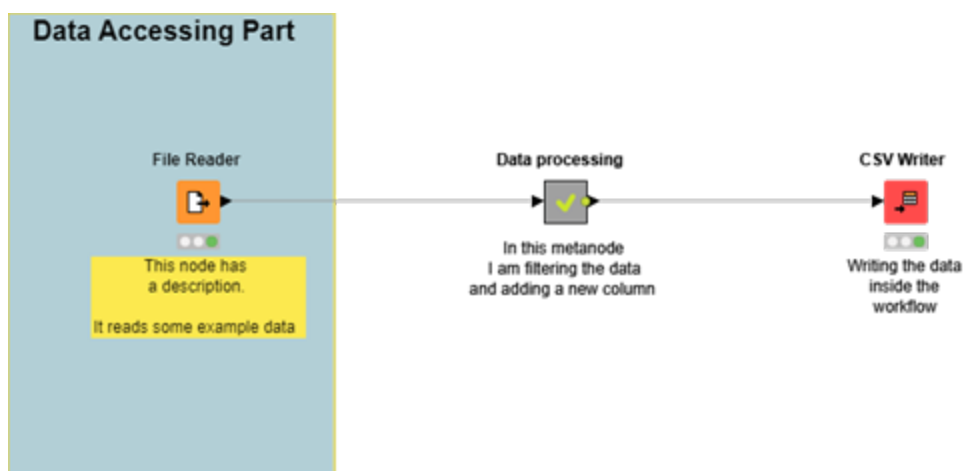 Data Accessing Part
File Reader
This node has
a description.
It reads some example data
Data processing
In this metanode
I am filtering the data
and adding a new column
CSV Writer
Writing the data
inside the
workflow